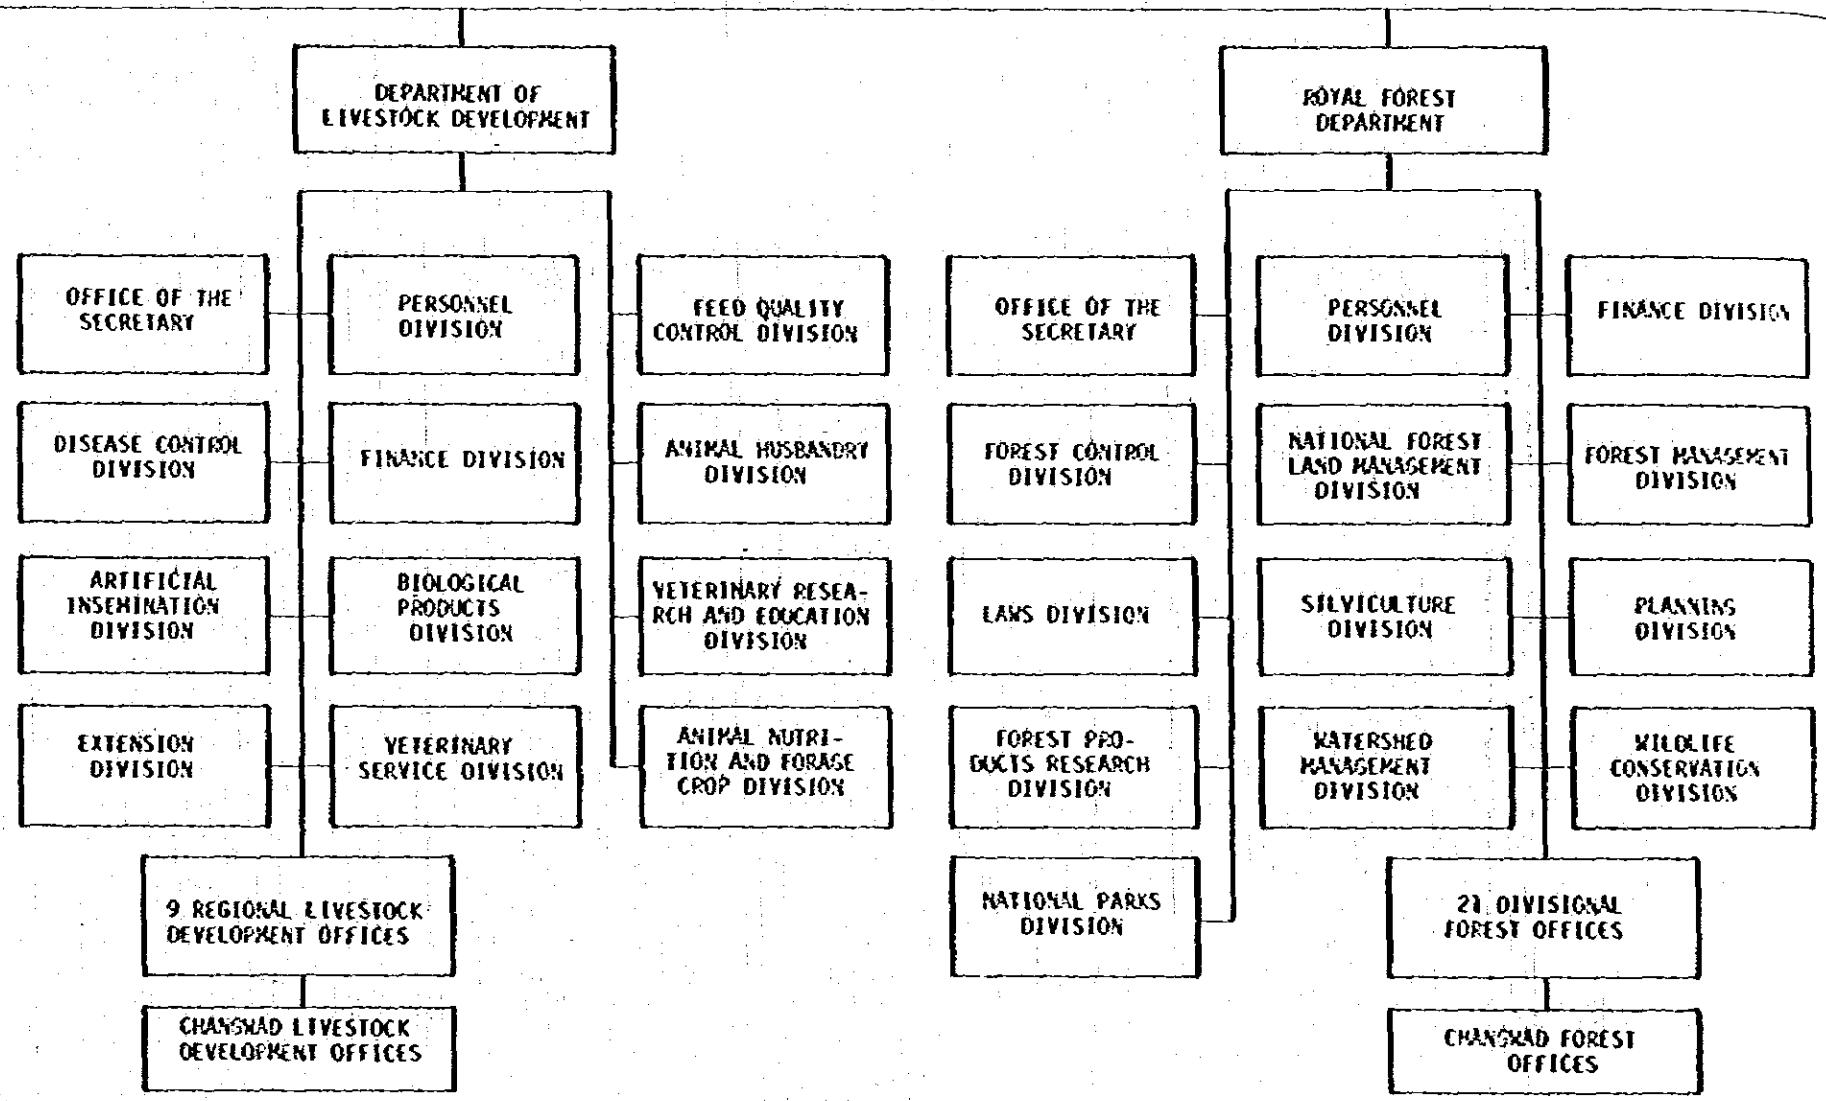 DEPARTMENT OF
LIVESTOCK DEVELOPMENT
OFFICE OF THE
SECRETARY
PERSONNEL
DIVISION
FEED QUALITY
CONTROL DIVISION
DISEASE CONTROL
DIVISION
FINANCE DIVISION
ANIMAL HUSBANDRY
DIVISION
ARTIFICIAL
INSEMINATION
DIVISION
BIOLOGICAL
PRODUCTS
DIVISION
VETERINARY RESEA-
RCH AND EDUCATION
DIVISION
EXTENSION
DIVISION
VETERINARY
SERVICE DIVISION
ANIMAL NUTRI-
TION AND FORAGE
CROP DIVISION
9 REGIONAL LIVESTOCK
DEVELOPMENT OFFICES
CHANGWAD LIVESTOCK
DEVELOPMENT OFFICES
ROYAL FOREST
DEPARTMENT
OFFICE OF THE
SECRETARY
PERSONNEL
DIVISION
FINANCE DIVISION
FOREST CONTROL
DIVISION
NATIONAL FOREST
LAND MANAGEMENT
DIVISION
FOREST MANAGEMENT
DIVISION
LAWS DIVISION
SILVICULTURE
DIVISION
PLANNING
DIVISION
FOREST PRO-
DUCTS RESEARCH
DIVISION
WATERSHED
MANAGEMENT
DIVISION
WILDLIFE
CONSERVATION
DIVISION
NATIONAL PARKS
DIVISION
21 DIVISIONAL
FOREST OFFICES
CHANGWAD FOREST
OFFICES